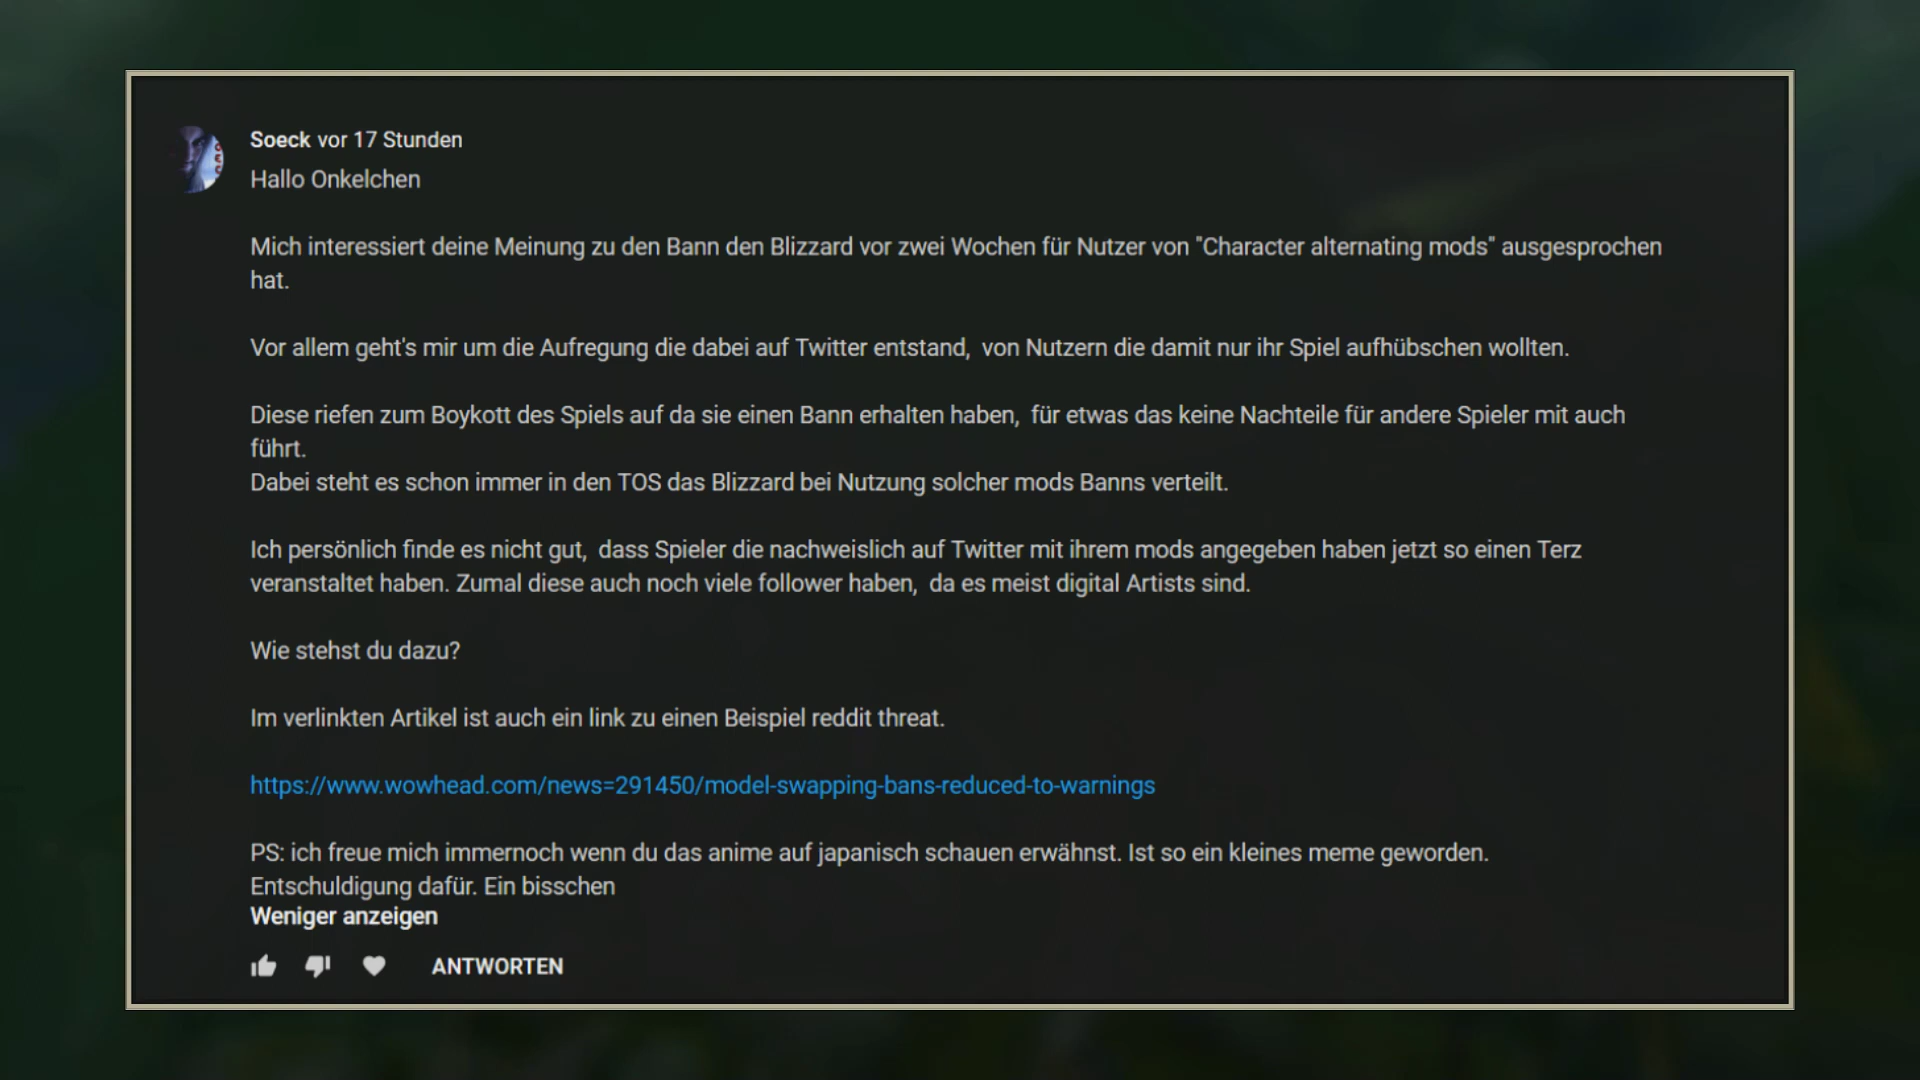 Soeck vor 17 Stunden
Hallo Onkelchen
Mich interessiert deine Meinung zu den Bann den Blizzard vor zwei Wochen für Nutzer von "Character alternating mods" ausgesprochen
hat.
Vor allem geht's mir um die Aufregung die dabei auf Twitter entstand, von Nutzern die damit nur ihr Spiel aufhübschen wollten.
Diese riefen zum Boykott des Spiels auf da sie einen Bann erhalten haben, für etwas das keine Nachteile für andere Spieler mit auch
führt.
Dabei steht es schon immer in den TOS das Blizzard bei Nutzung solcher mods Banns verteilt.
Ich persönlich finde es nicht gut, dass Spieler die nachweislich auf Twitter mit ihrem mods angegeben haben jetzt so einen Terz
veranstaltet haben. Zumal diese auch noch viele follower haben, da es meist digital Artists sind.
Wie stehst du dazu?
Im verlinkten Artikel ist auch ein link zu einen Beispiel reddit threat.
https://www.wowhead.com/news=291450/model-swapping-bans-reduced-to-warnings
PS: ich freue mich immernoch wenn du das anime auf japanisch schauen erwähnst. Ist so ein kleines meme geworden.
Entschuldigung dafür. Ein bisschen
Weniger anzeigen
ANTWORTEN